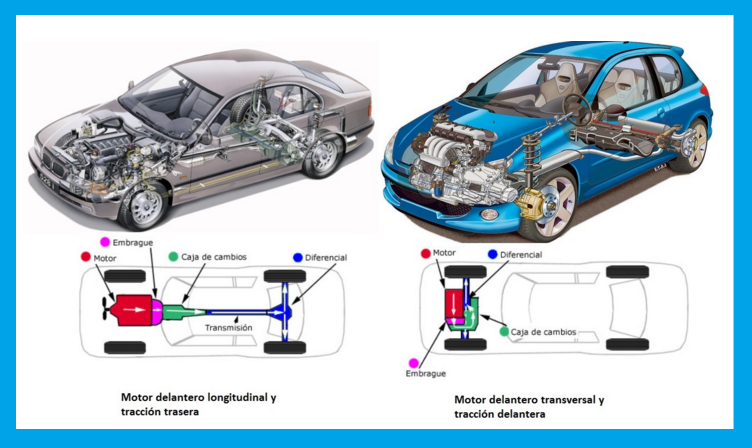 Embrague
Motor
Caja de cambios
Diferencial
Transmisión
Motor delantero longitudinal y
tracción trasera
Motor
Diferencial
Caja de cambios
Embrague
Motor delantero transversal y
tracción delantera